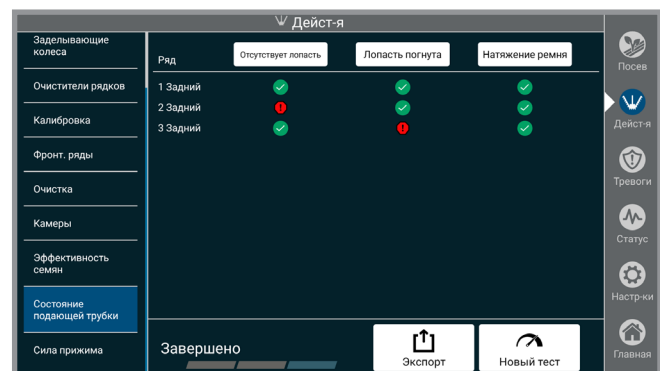 Дейст-я
Заделывающие
колеса
Очистители рядков
Калибровка
Фронт. ряды
Очистка
Камеры
Эффективность
семян
Состояние
подающей трубки
Сила прижима
Ряд
Отсутствует лопасть
Лопасть погнута
Натяжение ремня
1 Задний
2 Задний
3 Задний
Завершено
Экспорт
Новый тест
Посев
Дейст-я
Тревоги
Статус
Настр-ки
Главная